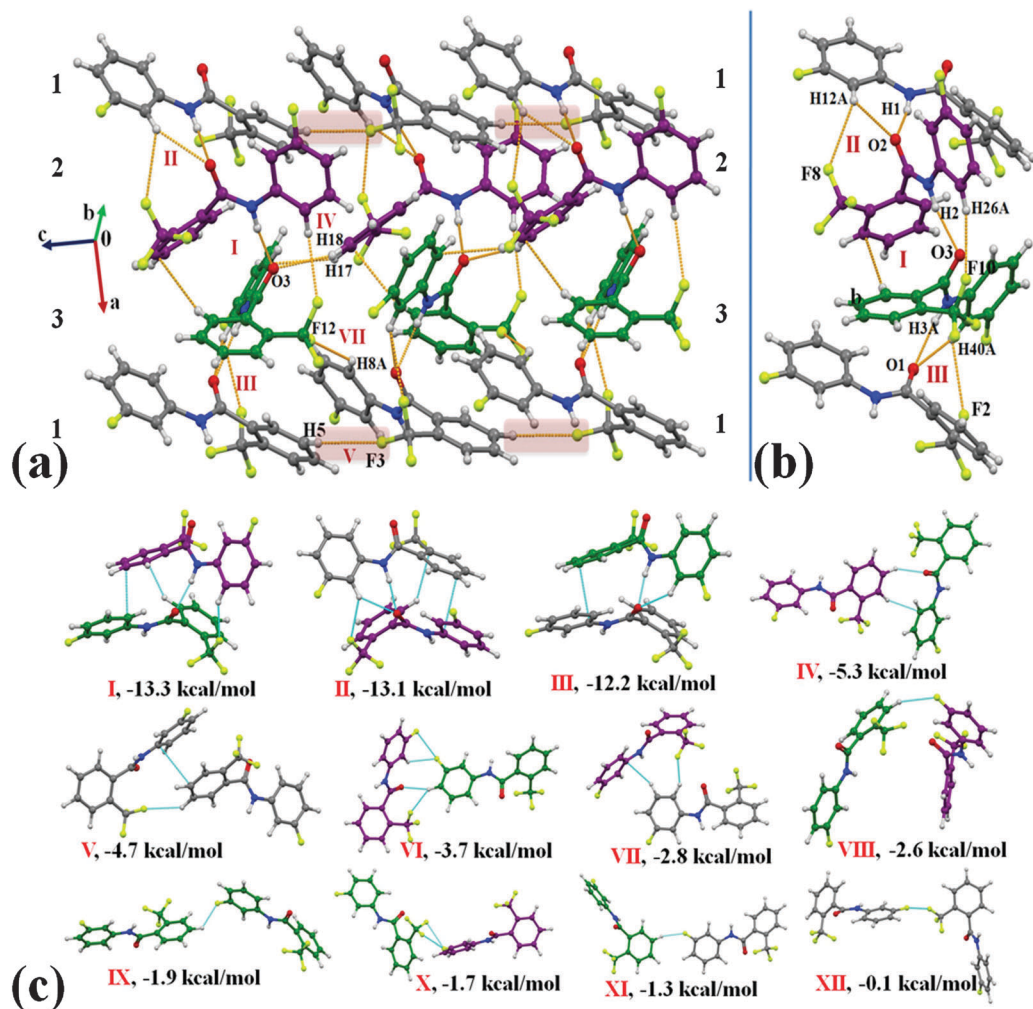 (a)
1
1
2
2
3
3
1
1
b
c
0
a
II
I
IV
H18
H17
O3
F12
VII
H8A
III
H5
V
F3
(b)
H12A
H1
II
O2
F8
H2
H26A
I
O3
F10
b
H3A
H40A
O1
III
F2
(c)
I, -13.3 kcal/mol
II, -13.1 kcal/mol
III, -12.2 kcal/mol
IV, -5.3 kcal/mol
V, -4.7 kcal/mol
VI, -3.7 kcal/mol
VII, -2.8 kcal/mol
VIII, -2.6 kcal/mol
IX, -1.9 kcal/mol
X, -1.7 kcal/mol
XI, -1.3 kcal/mol
XII, -0.1 kcal/mol